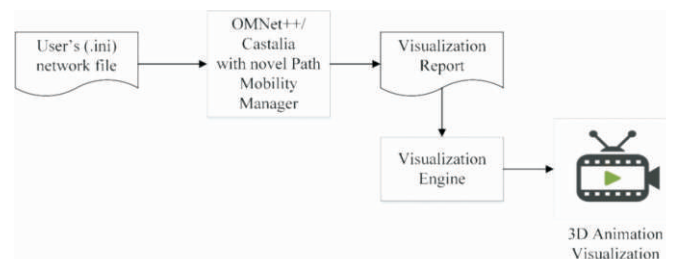 User's (.ini)
network file
OMNet++/
Castalia
with novel Path
Mobility
Manager
Visualization
Report
Visualization
Engine
3D Animation
Visualization